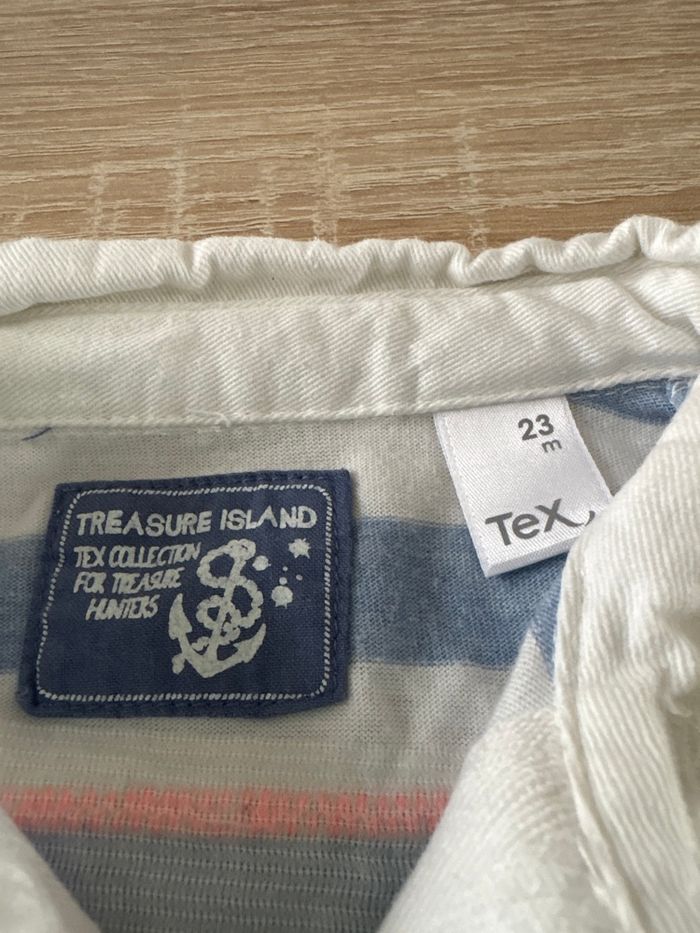 TREASURE ISLAND
TEX COLLECTION
FOR TREASURE
HUNTERS
23
m
TeX